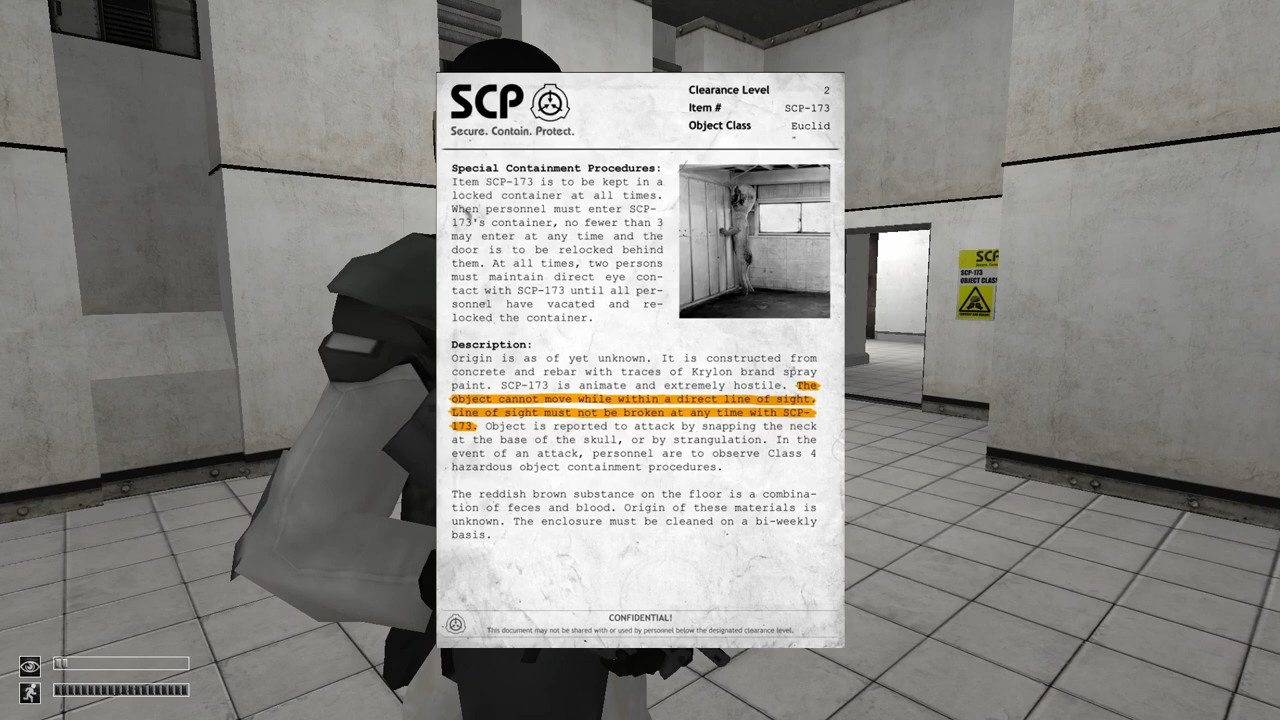 SCP
Secure. Contain. Protect.
Clearance Level 2
Item # SCP-173
Object Class Euclid
Special Containment Procedures:
Item SCP-173 is to be kept in a
locked container at all times.
When personnel must enter SCP-
173's container, no fewer than 3
may enter at any time and the
door is to be relocked behind
them. At all times, two persons
must maintain direct eye con-
tact with SCP-173 until all per-
sonnel have vacated and re-
locked the container.
Description:
Origin is as of yet unknown. It is constructed from
concrete and rebar with traces of Krylon brand spray
paint. SCP-173 is animate and extremely hostile. The
object cannot move while within a direct line of sight.
Line of sight must not be broken at any time with SCP-
173. Object is reported to attack by snapping the neck
at the base of the skull, or by strangulation. In the
event of an attack, personnel are to observe Class 4
hazardous object containment procedures.
The reddish brown substance on the floor is a combina-
tion of feces and blood. Origin of these materials is
unknown. The enclosure must be cleaned on a bi-weekly
basis.
CONFIDENTIAL!
This document may not be shared with or used by personnel below the designated clearance level.
SCP
SCP-173
OBJECT CLAS